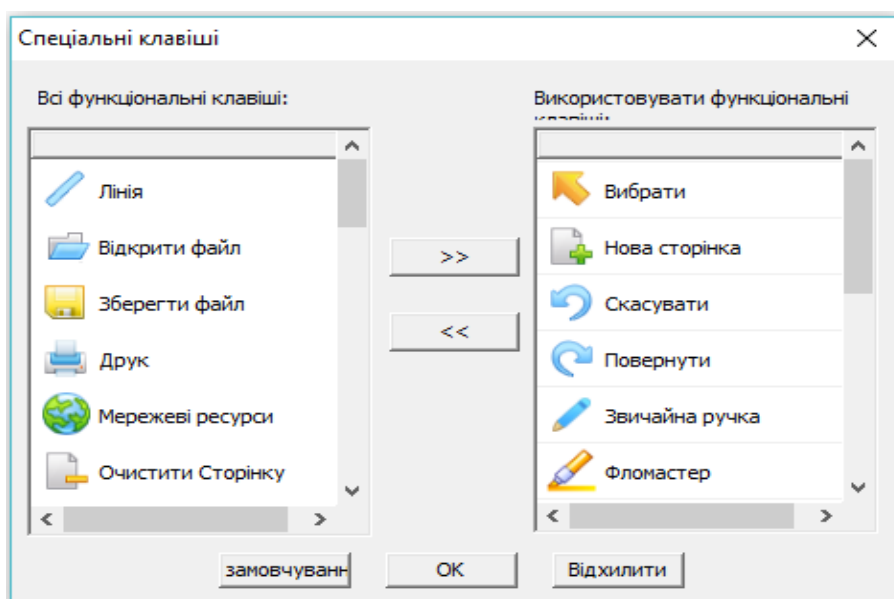 Спеціальні клавіші
Всі функціональні клавіші:
Використовувати функціональні
Лінія
Відкрити файл
Зберегти файл
Друк
Мережеві ресурси
Очистити Сторінку
>>
<<
Вибрати
Нова сторінка
Скасувати
Повернути
Звичайна ручка
Фломастер
замовчуванн
OK
Відхилити